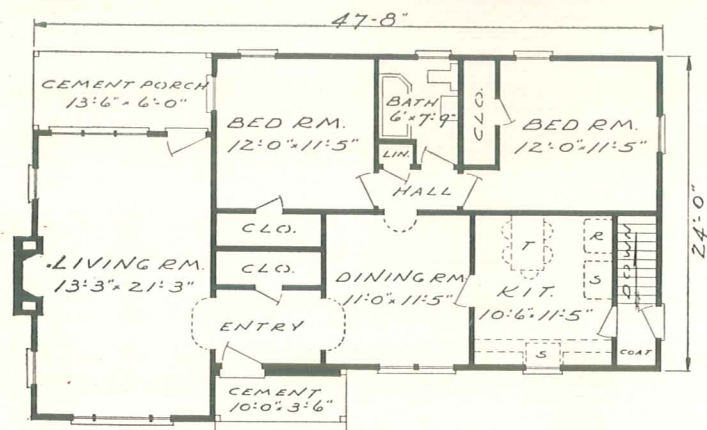 47-8"
CEMENT PORCH
13'-6" x 6'-0"
BED RM.
12'-0" x 11'-5"
BATH
6' x 7'-9"
LIN.
CLO.
BED RM.
12'-0" x 11'-5"
HALL
24'-0"
CLO.
CLO.
LIVING RM.
13'-3" x 21'-3"
ENTRY
DINING RM.
11'-0" x 11'-5"
T
R
S
KIT.
10'-6" x 11'-5"
DOWN
S
COAT
CEMENT
10'-0" x 3'-6"